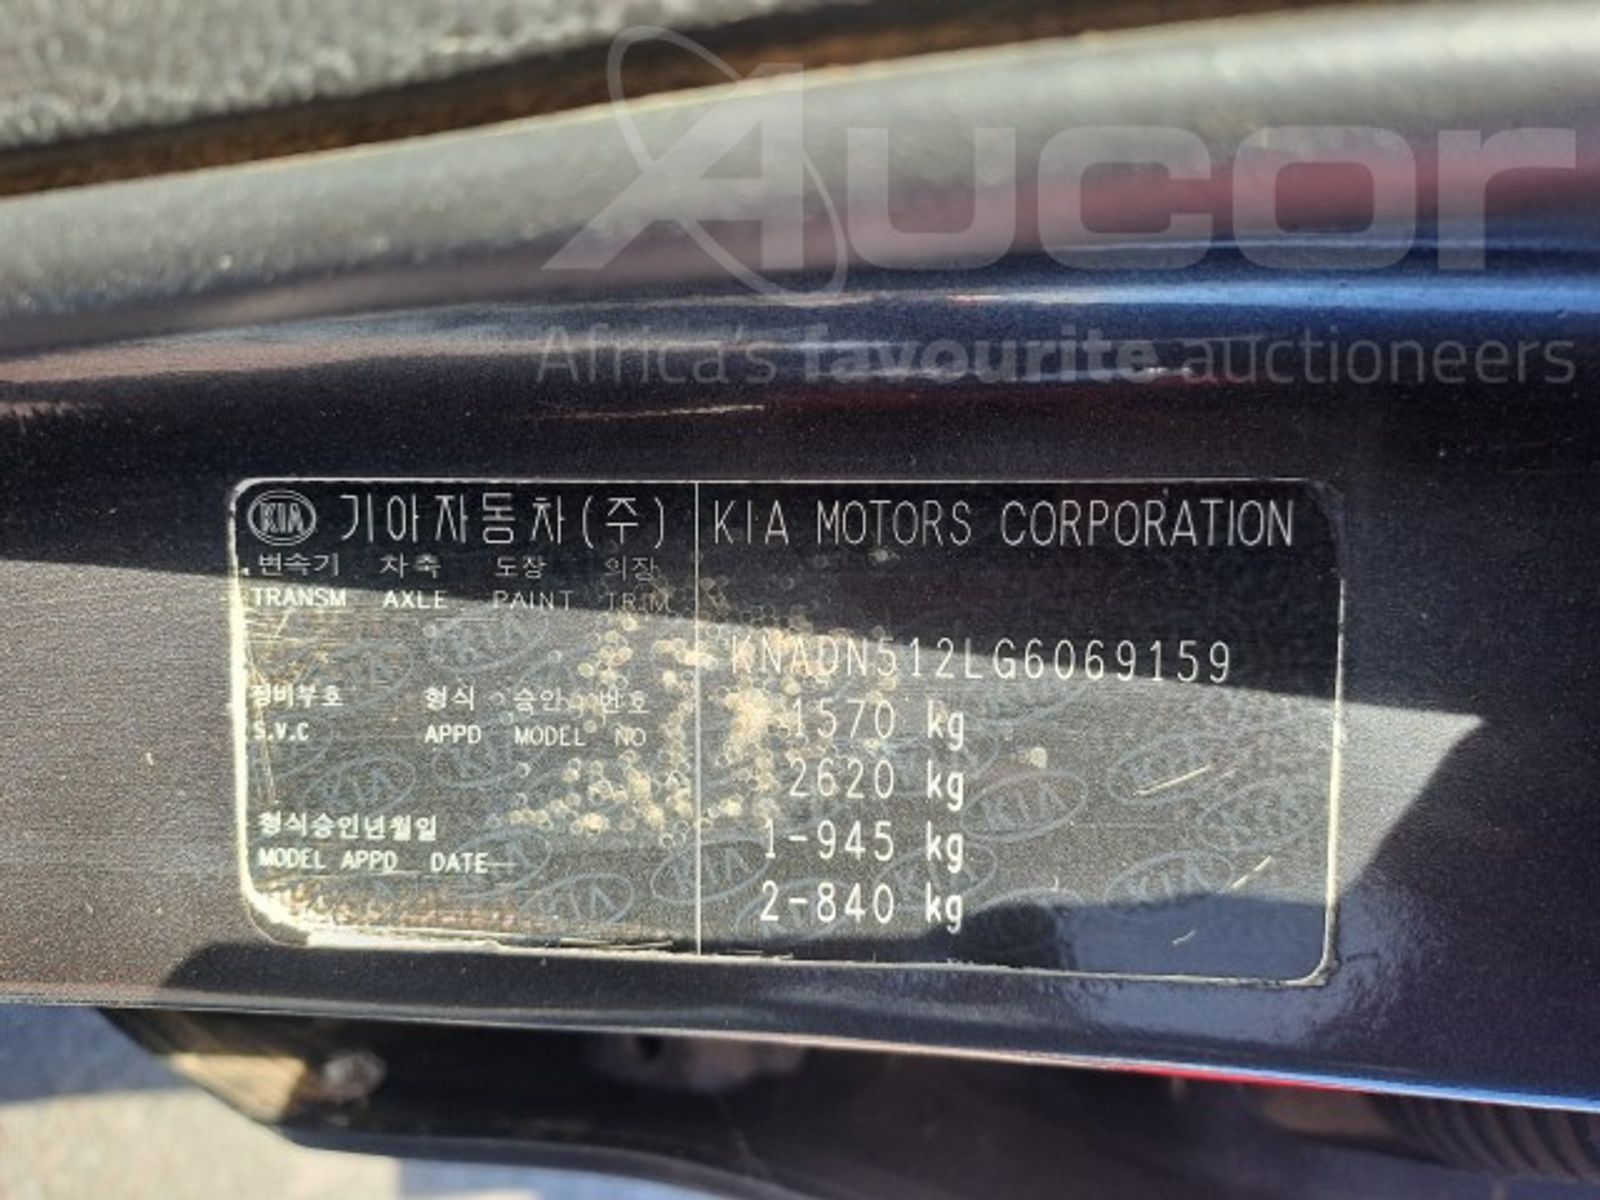 Aucor
Africa's favourite auctioneers
KIA 기아자동차(주) KIA MOTORS CORPORATION
변속기 차축 도장 의장
TRANSM AXLE PAINT TRIM
KNADN512LG6069159
정비부호 형식 승인 번호
S.V.C APPD MODEL NO
1570 kg
2620 kg
형식승인년월일
1-945 kg
MODEL APPD DATE
2-840 kg